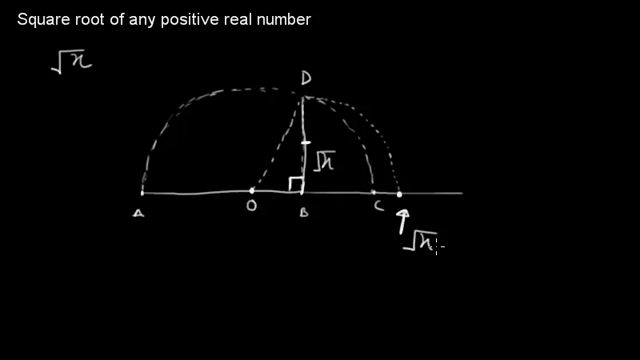 Square root of any positive real number
√x
D
√x
A O B C
√x